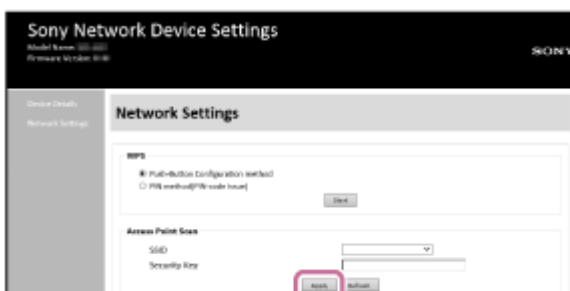 Sony Network Device Settings
Model Name
Firmware Version
SONY
Device Details
Network Settings
Network Settings
WPS
Push-Button Configuration method
PIN method(PIN-code issue)
Start
Access Point Scan
SSID
Security Key
Apply Refresh